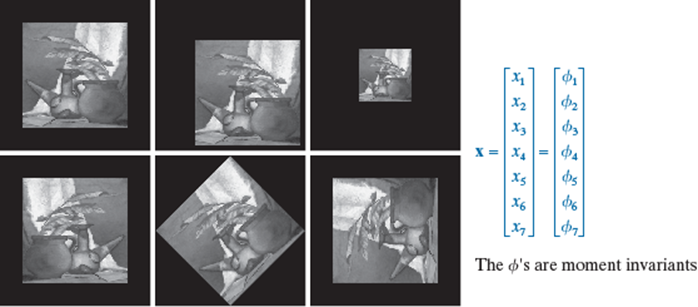 x = [x₁ x₂ x₃ x₄ x₅ x₆ x₇] = [ϕ₁ ϕ₂ ϕ₃ ϕ₄ ϕ₅ ϕ₆ ϕ₇]
The ϕ's are moment invariants